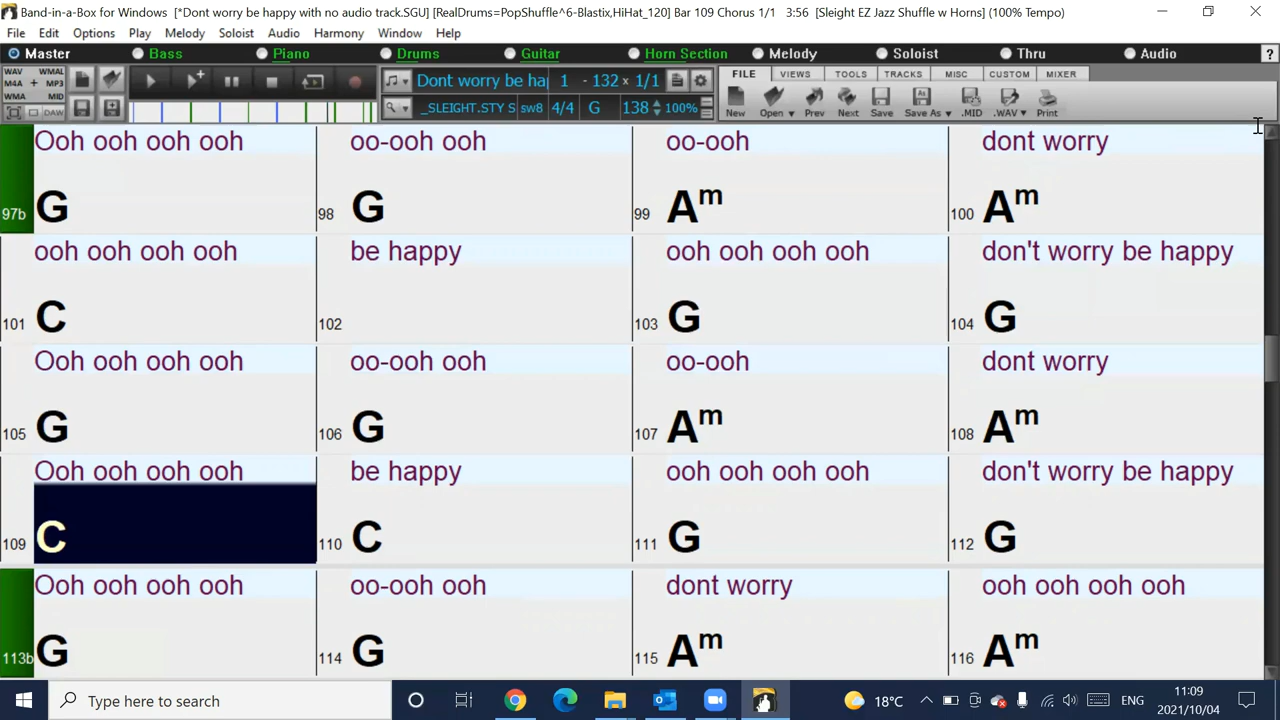 Band-in-a-Box for Windows [*Dont worry be happy with no audio track.SGU] [RealDrums=PopShuffle^6-Blastix,HiHat_120] Bar 109 Chorus 1/1 3:56 [Sleight EZ Jazz Shuffle w Horns] (100% Tempo)
File Edit Options Play Melody Soloist Audio Harmony Window Help
Master Bass Piano Drums Guitar Horn Section Melody Soloist Thru Audio ?
WAV WMAL
M4A + MP3
WMA MID
DAW
Dont worry be hap 1 - 132 x 1/1
_SLEIGHT.STY S sw8 4/4 G 138 100%
FILE VIEWS TOOLS TRACKS MISC CUSTOM MIXER
New Open Prev Next Save Save As .MID .WAV Print
Ooh ooh ooh ooh oo-ooh ooh oo-ooh dont worry
97b G 98 G 99 Am 100 Am
ooh ooh ooh ooh be happy ooh ooh ooh ooh don't worry be happy
101 C 102 103 G 104 G
Ooh ooh ooh ooh oo-ooh ooh oo-ooh dont worry
105 G 106 G 107 Am 108 Am
Ooh ooh ooh ooh be happy ooh ooh ooh ooh don't worry be happy
109 C 110 C 111 G 112 G
Ooh ooh ooh ooh oo-ooh ooh dont worry ooh ooh ooh ooh
113b G 114 G 115 Am 116 Am
Type here to search 18°C ENG 11:09
2021/10/04